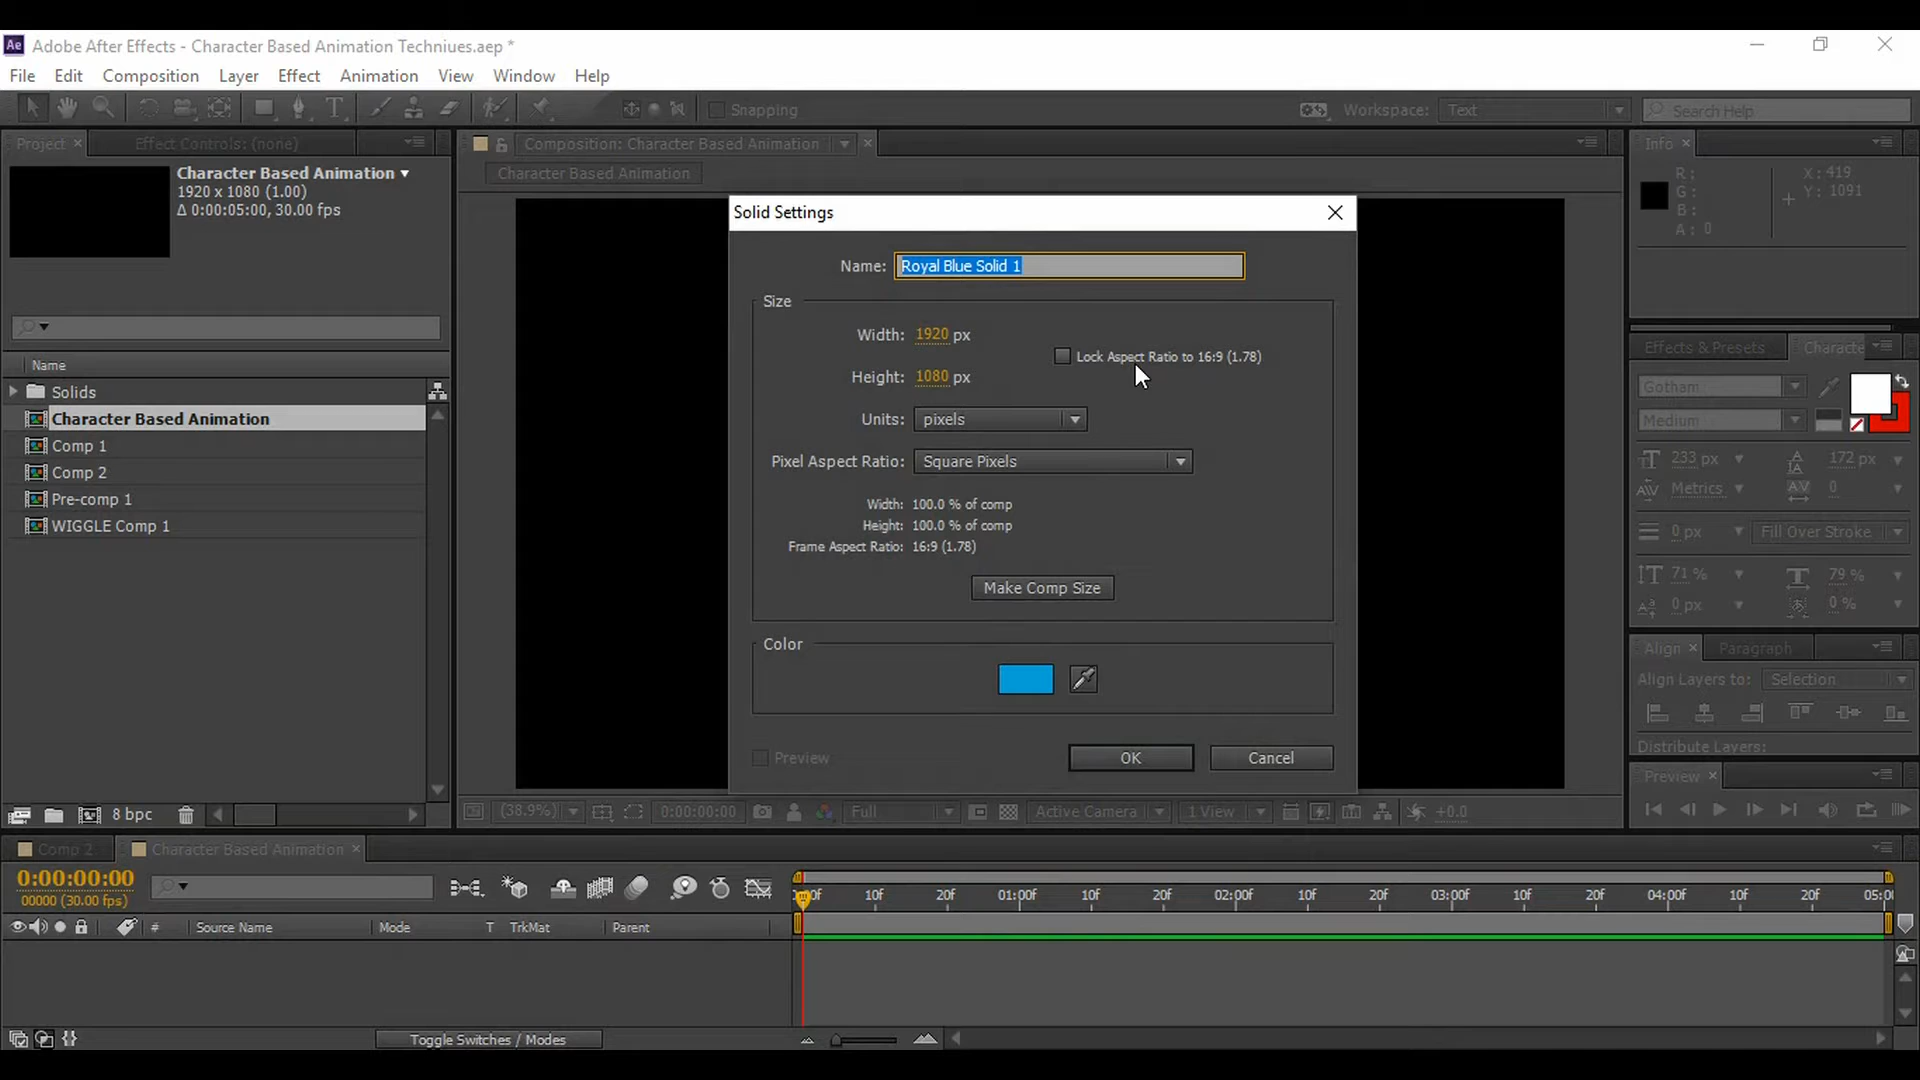 Ae Adobe After Effects - Character Based Animation Techniues.aep *
File Edit Composition Layer Effect Animation View Window Help
Snapping
Workspace: Text
Search Help
Project × Effect Controls: (none)
Composition: Character Based Animation ×
Info ×
Character Based Animation
1920 x 1080 (1.00)
Δ 0:00:05:00, 30.00 fps
Character Based Animation
R :
G :
B :
A : 0
X : 419
Y : 1091
Solid Settings
Name: Royal Blue Solid 1
Size
Width: 1920 px
Lock Aspect Ratio to 16:9 (1.78)
Height: 1080 px
Units: pixels
Pixel Aspect Ratio: Square Pixels
Width: 100.0 % of comp
Height: 100.0 % of comp
Frame Aspect Ratio: 16:9 (1.78)
Make Comp Size
Color
Preview
OK
Cancel
Name
Solids
Character Based Animation
Comp 1
Comp 2
Pre-comp 1
WIGGLE Comp 1
8 bpc
Effects & Presets Characte
Gotham
Medium
233 px 172 px
Metrics 0
0 px Fill Over Stroke
71 % 79 %
0 px 0 %
Align × Paragraph
Align Layers to: Selection
Distribute Layers:
Preview ×
(38.9%) 0:00:00:00 Full Active Camera 1 View +0.0
Comp 2 Character Based Animation ×
0:00:00:00
00000 (30.00 fps)
0f 10f 20f 01:00f 10f 20f 02:00f 10f 20f 03:00f 10f 20f 04:00f 10f 20f 05:0
# Source Name Mode T TrkMat Parent
Toggle Switches / Modes